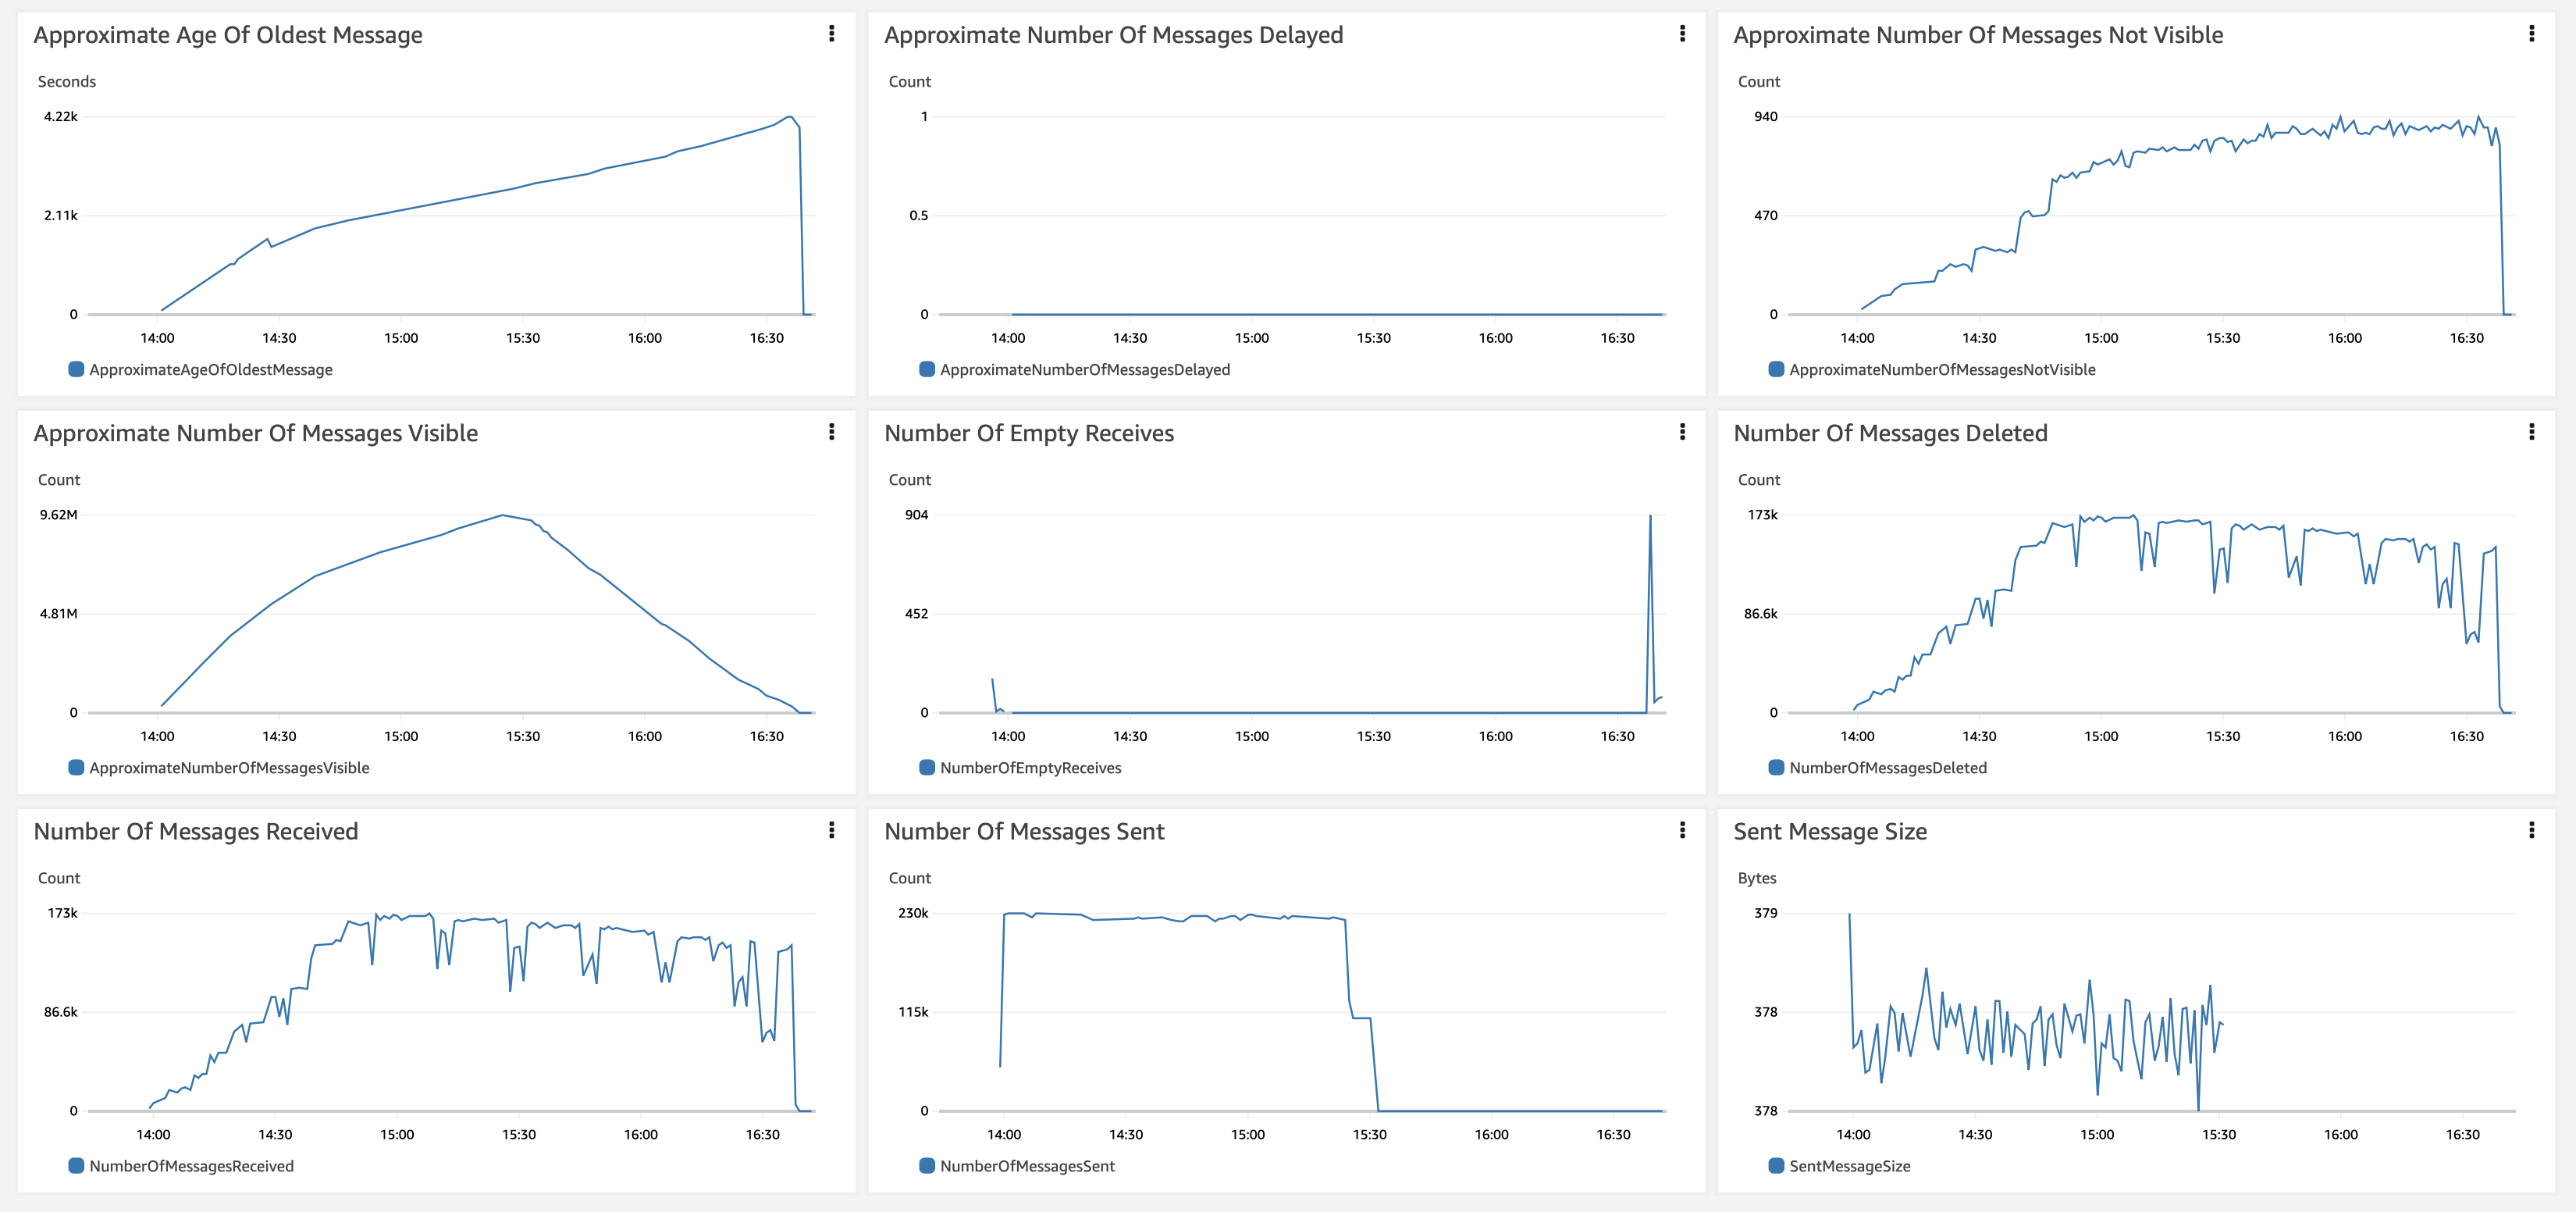 Approximate Age Of Oldest Message
Seconds
4.22k
2.11k
0
14:00 14:30 15:00 15:30 16:00 16:30
ApproximateAgeOfOldestMessage
Approximate Number Of Messages Delayed
Count
1
0.5
0
14:00 14:30 15:00 15:30 16:00 16:30
ApproximateNumberOfMessagesDelayed
Approximate Number Of Messages Not Visible
Count
940
470
0
14:00 14:30 15:00 15:30 16:00 16:30
ApproximateNumberOfMessagesNotVisible
Approximate Number Of Messages Visible
Count
9.62M
4.81M
0
14:00 14:30 15:00 15:30 16:00 16:30
ApproximateNumberOfMessagesVisible
Number Of Empty Receives
Count
904
452
0
14:00 14:30 15:00 15:30 16:00 16:30
NumberOfEmptyReceives
Number Of Messages Deleted
Count
173k
86.6k
0
14:00 14:30 15:00 15:30 16:00 16:30
NumberOfMessagesDeleted
Number Of Messages Received
Count
173k
86.6k
0
14:00 14:30 15:00 15:30 16:00 16:30
NumberOfMessagesReceived
Number Of Messages Sent
Count
230k
115k
0
14:00 14:30 15:00 15:30 16:00 16:30
NumberOfMessagesSent
Sent Message Size
Bytes
379
378
378
14:00 14:30 15:00 15:30 16:00 16:30
SentMessageSize